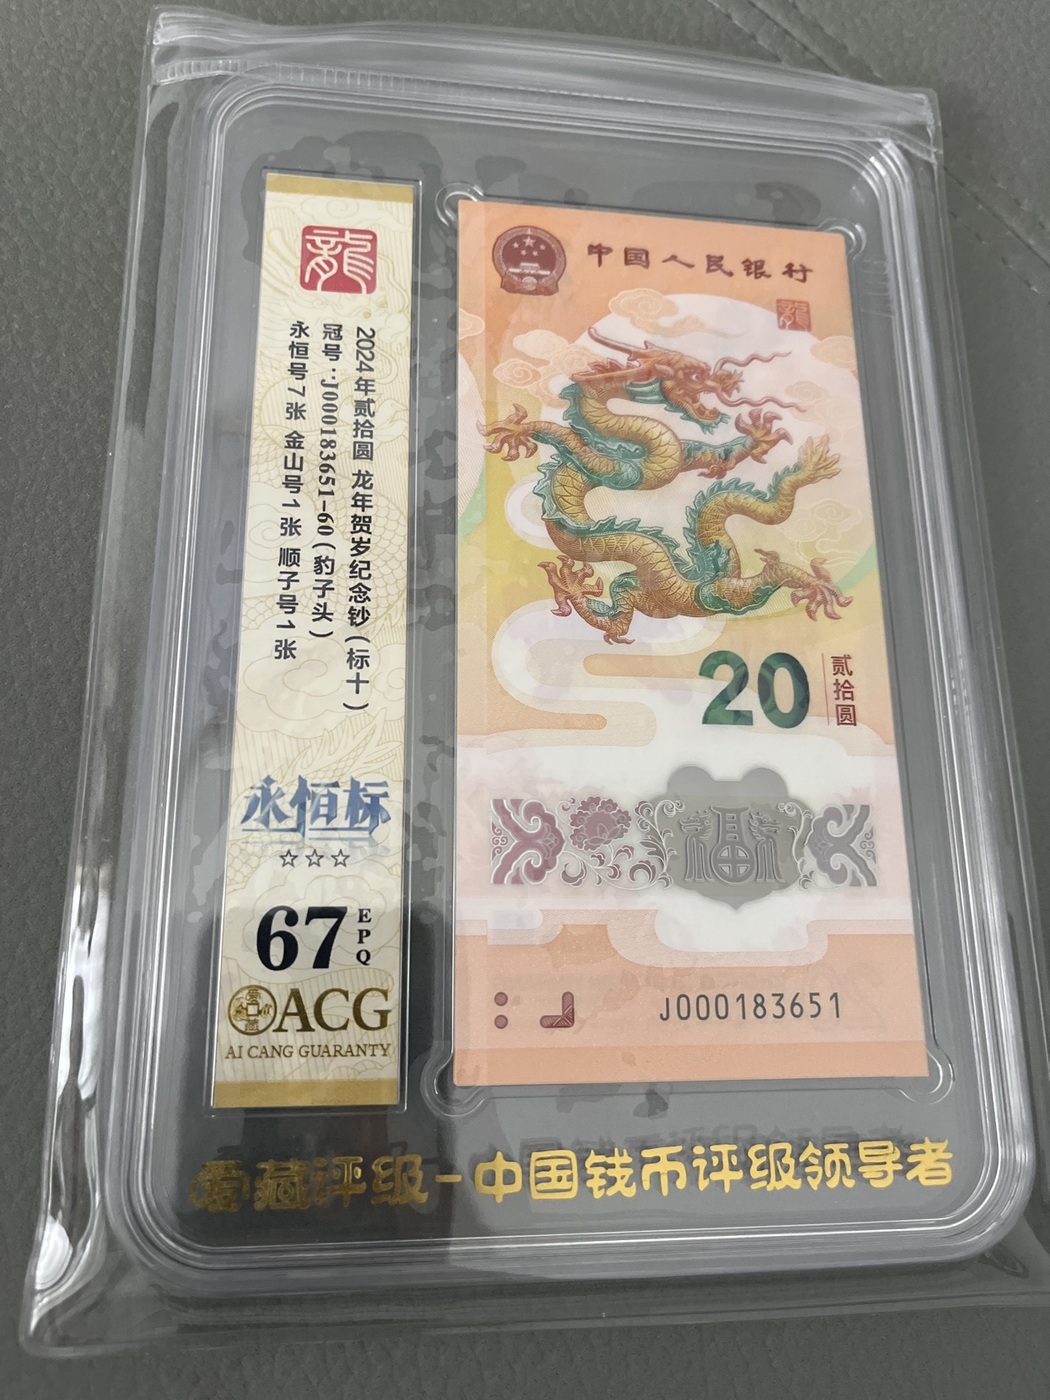 龍
2024年贰拾圆 龙年贺岁纪念钞(标十)
冠号:J000183651-60(豹子头)
永恒号7张 金山号1张 顺子号1张
永恒标
☆☆☆
67 EPQ
ACG
AI CANG GUARANTY
中国人民银行
龍
20 贰拾圆
福
J000183651
爱藏评级-中国钱币评级领导者